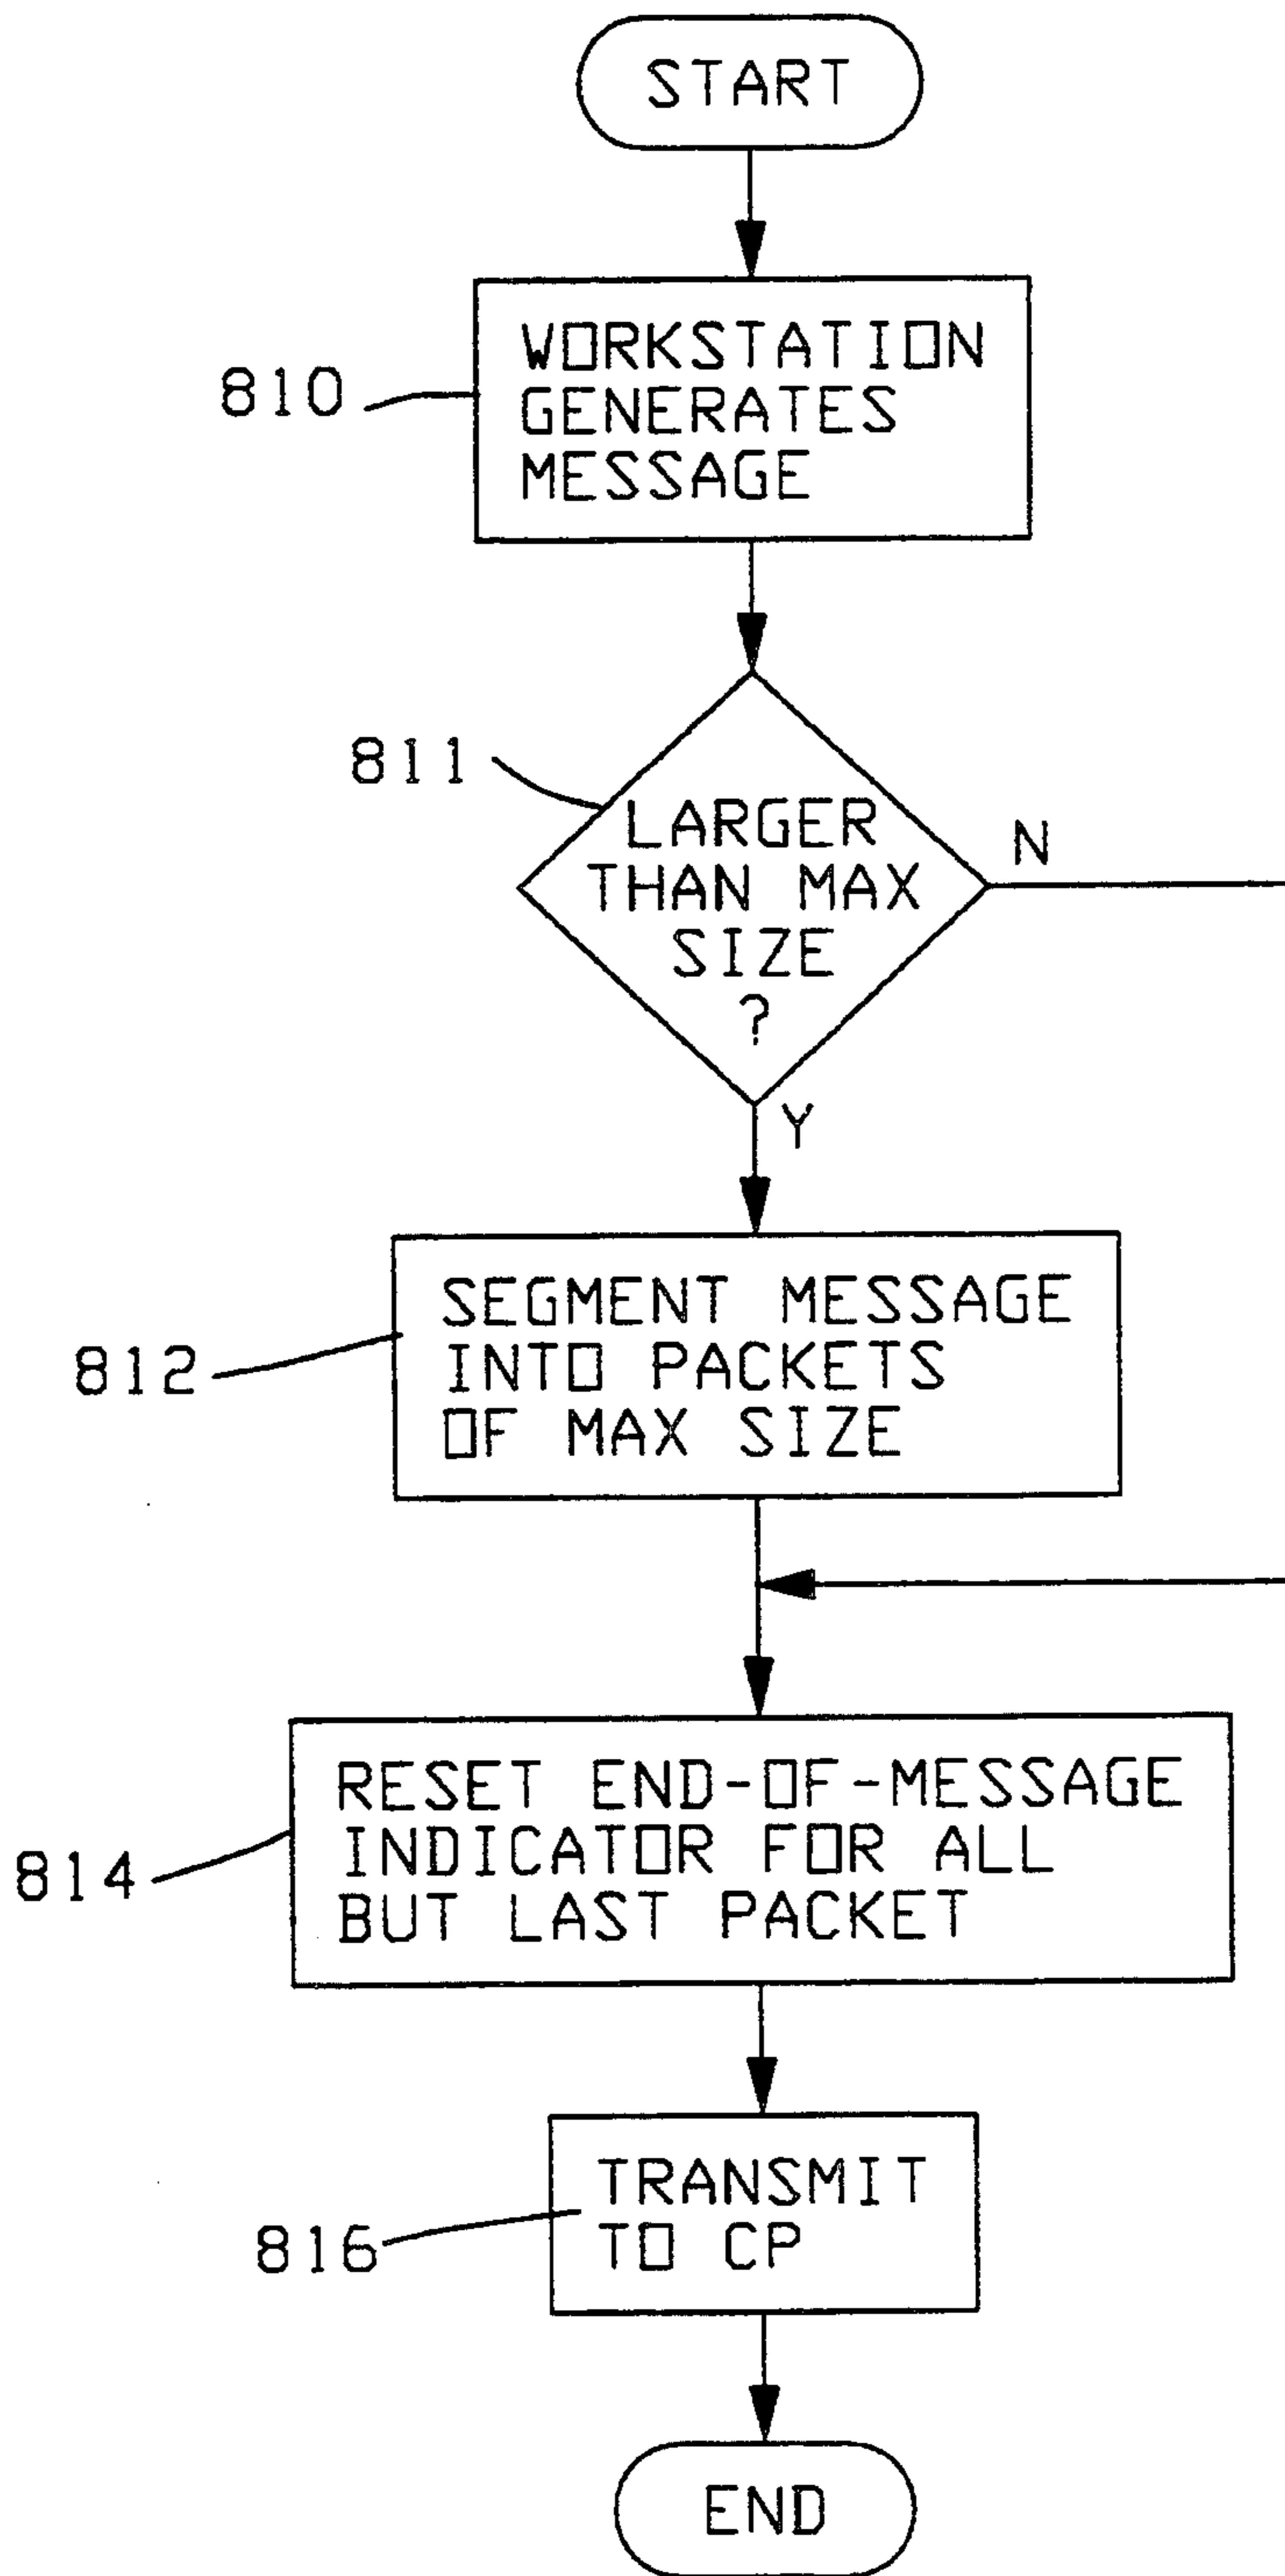 START
810
WORKSTATION
GENERATES
MESSAGE
811
LARGER
THAN MAX
SIZE
?
N
Y
812
SEGMENT MESSAGE
INTO PACKETS
OF MAX SIZE
814
RESET END-OF-MESSAGE
INDICATOR FOR ALL
BUT LAST PACKET
816
TRANSMIT
TO CP
END